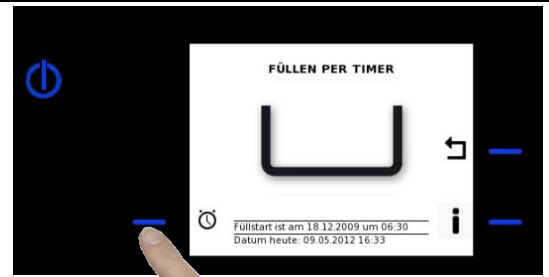 FÜLLEN PER TIMER
Füllstart ist am 18.12.2009 um 06:30
Datum heute: 09.05.2012 16:33